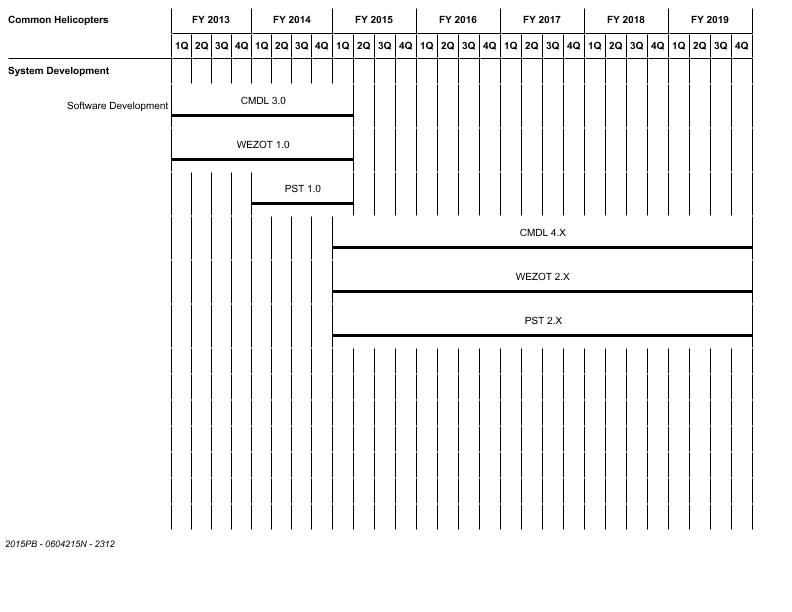 Common Helicopters FY 2013 FY 2014 FY 2015 FY 2016 FY 2017 FY 2018 FY 2019
1Q 2Q 3Q 4Q 1Q 2Q 3Q 4Q 1Q 2Q 3Q 4Q 1Q 2Q 3Q 4Q 1Q 2Q 3Q 4Q 1Q 2Q 3Q 4Q 1Q 2Q 3Q 4Q
System Development
Software Development CMDL 3.0
WEZOT 1.0
PST 1.0
CMDL 4.X
WEZOT 2.X
PST 2.X
2015PB - 0604215N - 2312